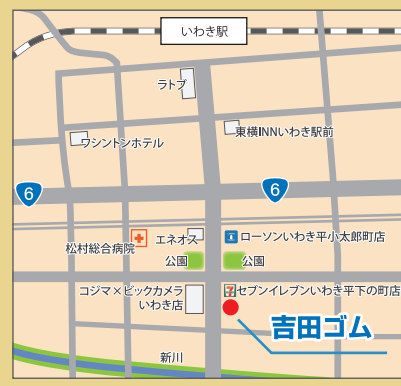 いわき駅
ラトブ
東横INNいわき駅前
ワシントンホテル
6
6
エネオス
ローソンいわき平小太郎町店
松村総合病院
公園
公園
コジマ×ビックカメラ
いわき店
7
セブンイレブンいわき平下の町店
吉田ゴム
新川